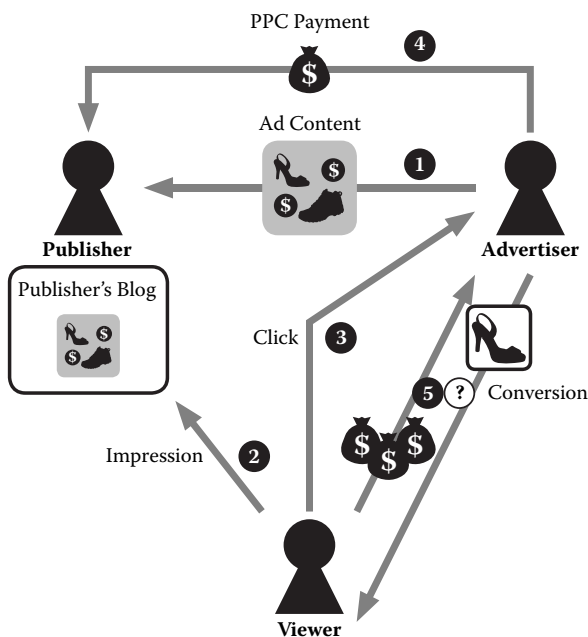 PPC Payment
4
$
Ad Content
1
$
$
Publisher
Advertiser
Publisher's Blog
$
$
Click
3
5
?
Conversion
Impression
2
$
$
$
Viewer